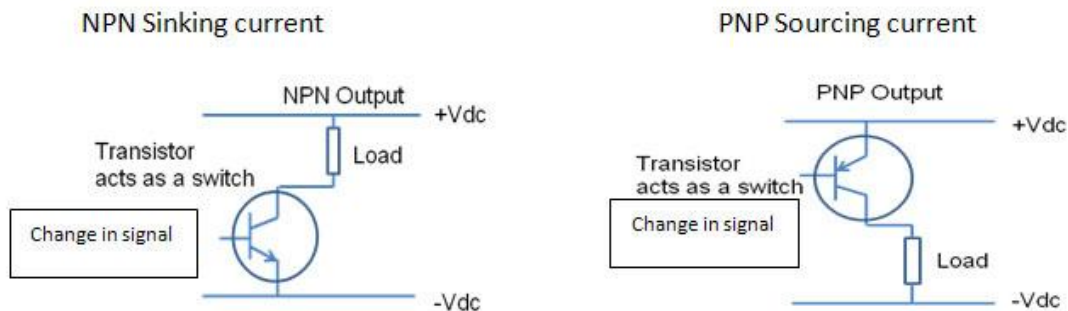 NPN Sinking current
NPN Output
+Vdc
Load
Transistor
acts as a switch
Change in signal
-Vdc
PNP Sourcing current
PNP Output
+Vdc
Transistor
acts as a switch
Change in signal
Load
-Vdc